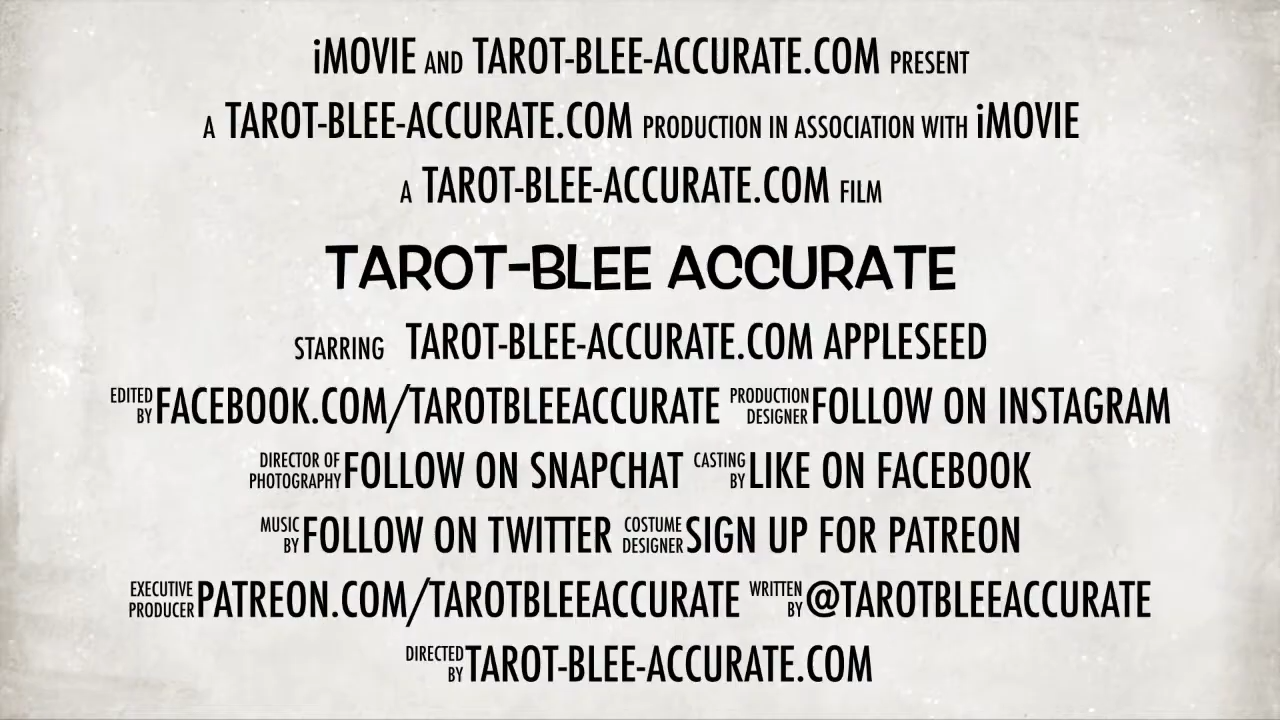 iMOVIE AND TAROT-BLEE-ACCURATE.COM PRESENT
A TAROT-BLEE-ACCURATE.COM PRODUCTION IN ASSOCIATION WITH iMOVIE
A TAROT-BLEE-ACCURATE.COM FILM
TAROT-BLEE ACCURATE
STARRING TAROT-BLEE-ACCURATE.COM APPLESEED
EDITED BY FACEBOOK.COM/TAROTBLEEACCURATE PRODUCTION DESIGNER FOLLOW ON INSTAGRAM
DIRECTOR OF PHOTOGRAPHY FOLLOW ON SNAPCHAT CASTING BY LIKE ON FACEBOOK
MUSIC BY FOLLOW ON TWITTER COSTUME DESIGNER SIGN UP FOR PATREON
EXECUTIVE PRODUCER PATREON.COM/TAROTBLEEACCURATE WRITTEN BY @TAROTBLEEACCURATE
DIRECTED BY TAROT-BLEE-ACCURATE.COM